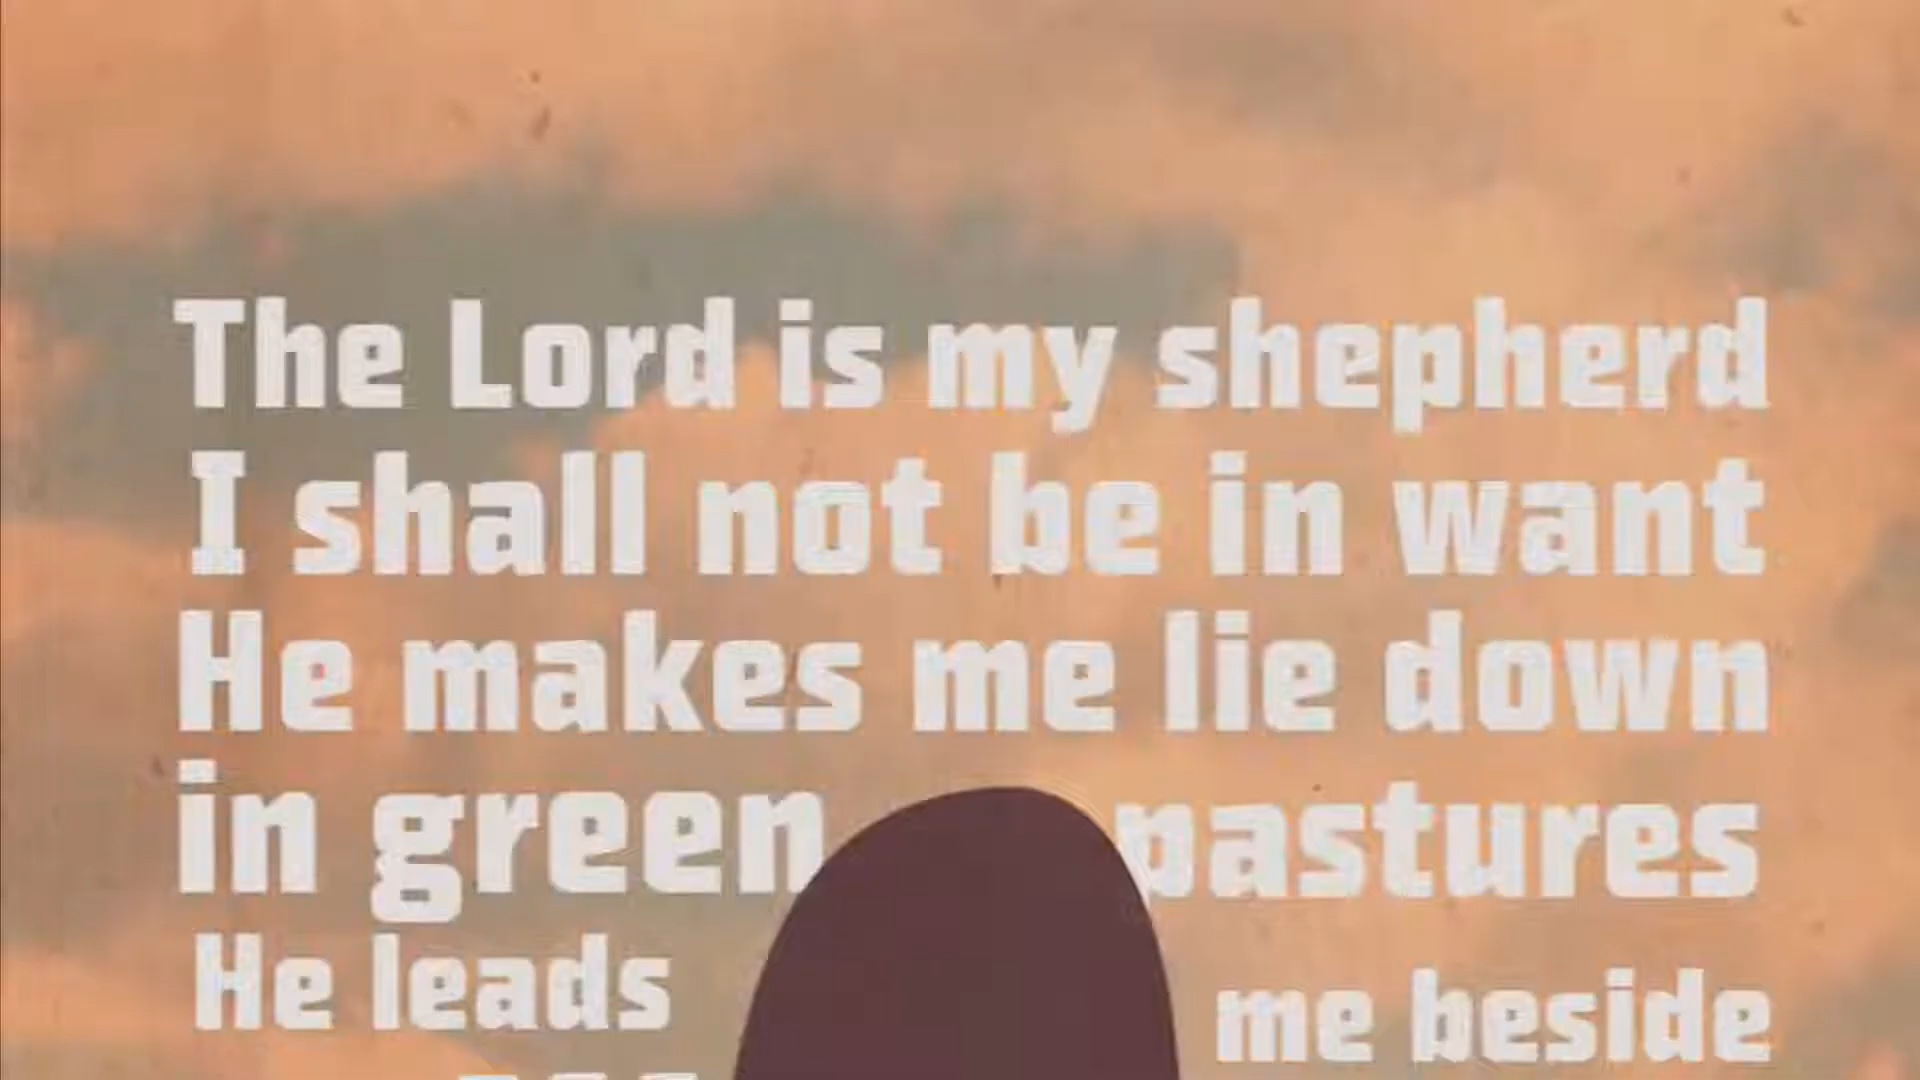 The Lord is my shepherd
I shall not be in want
He makes me lie down
in green pastures
He leads me beside